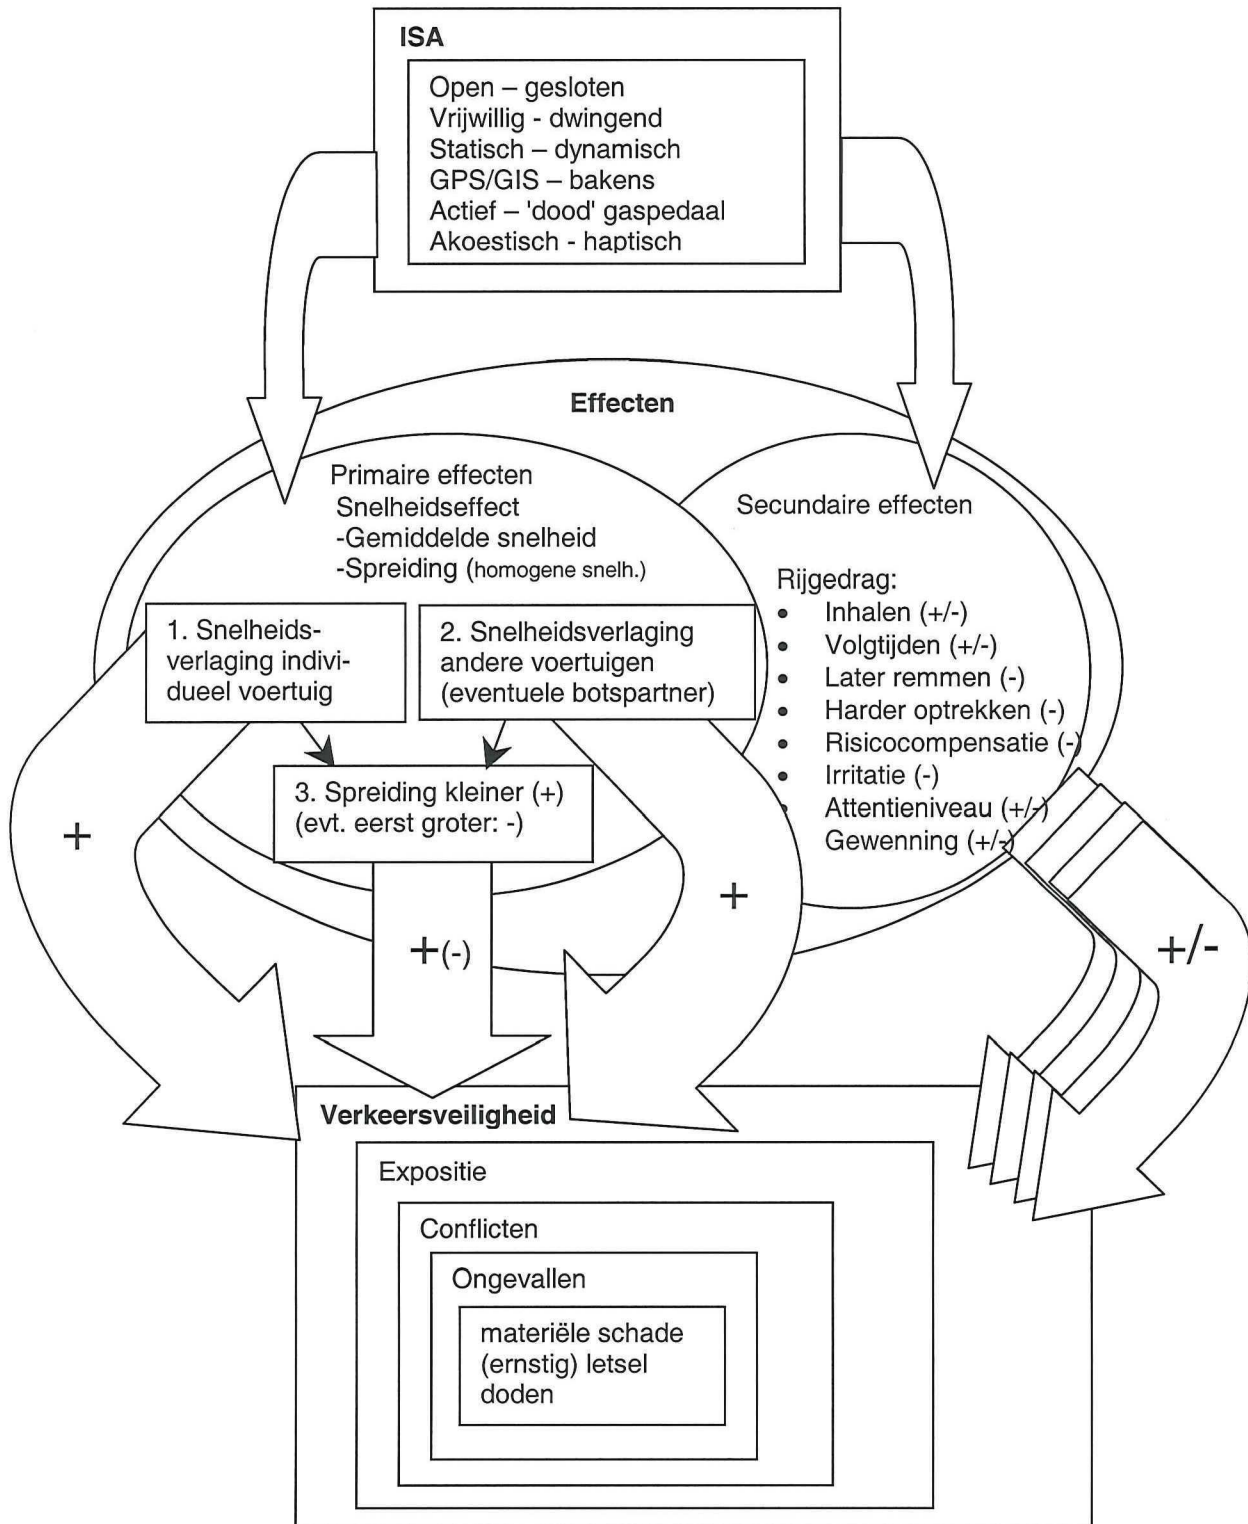 ISA
Open – gesloten
Vrijwillig - dwingend
Statisch – dynamisch
GPS/GIS – bakens
Actief – 'dood' gaspedaal
Akoestisch - haptisch
Effecten
Primaire effecten
Snelheidseffect
-Gemiddelde snelheid
-Spreiding (homogene snelh.)
1. Snelheids-
verlaging indivi-
dueel voertuig
2. Snelheidsverlaging
andere voertuigen
(eventuele botspartner)
3. Spreiding kleiner (+)
(evt. eerst groter: -)
Secundaire effecten
Rijgedrag:
• Inhalen (+/-)
• Volgtijden (+/-)
• Later remmen (-)
• Harder optrekken (-)
• Risicocompensatie (-)
• Irritatie (-)
• Attentieniveau (+/-)
Gewenning (+/-)
+
+(-)
+
+/-
Verkeersveiligheid
Expositie
Conflicten
Ongevallen
materiële schade
(ernstig) letsel
doden